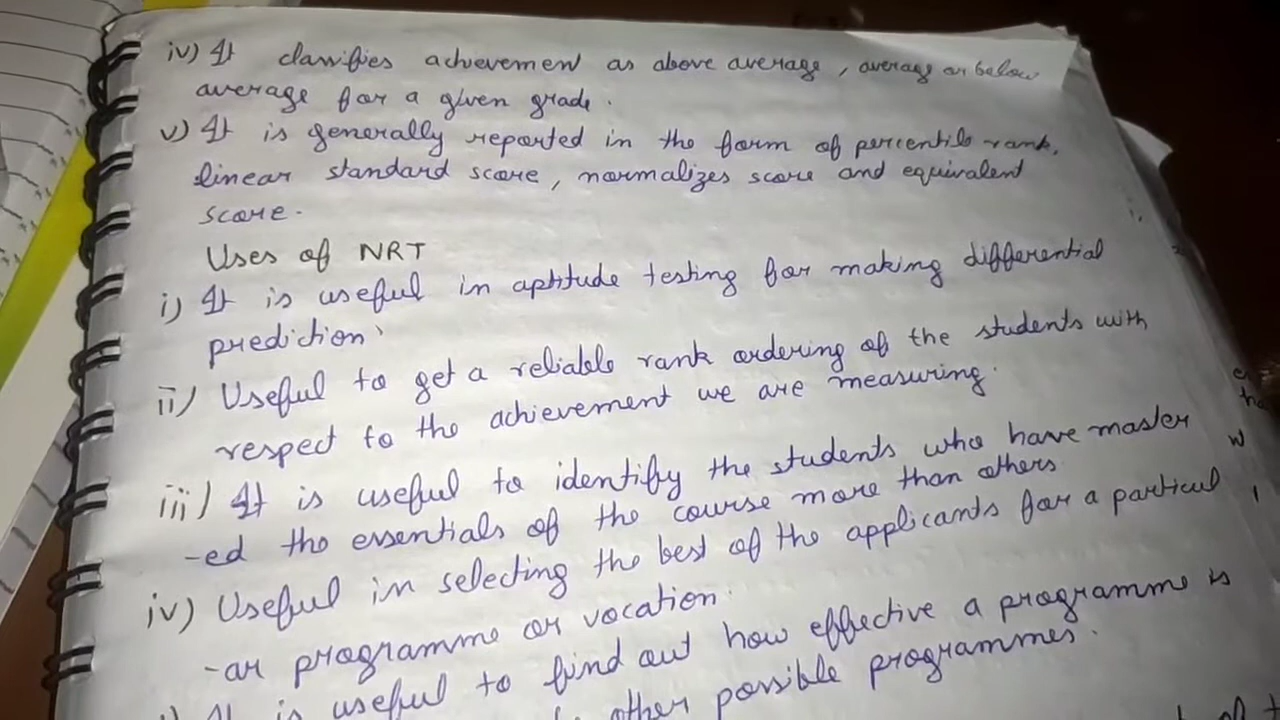 iv) It classifies achievement as above average, average or below
average for a given grade.
v) It is generally reported in the form of percentile rank,
linear standard score, normalizes score and equivalent
score.
Uses of NRT
i) It is useful in aptitude testing for making differential
prediction.
ii) Useful to get a reliable rank ordering of the students with
respect to the achievement we are measuring.
iii) It is useful to identify the students who have master
-ed the essentials of the course more than others.
iv) Useful in selecting the best of the applicants for a particul
-ar programme or vocation.
It is useful to find out how effective a programme is
other possible programmes.